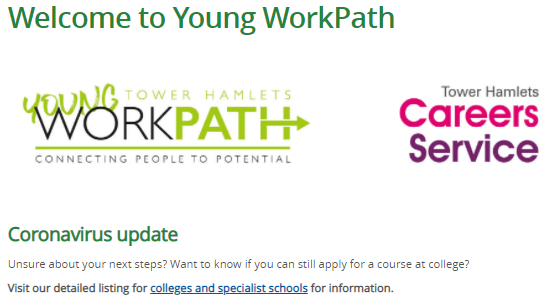 Welcome to Young WorkPath
YOUNG TOWER HAMLETS
WORKPATH
CONNECTING PEOPLE TO POTENTIAL
Tower Hamlets
Careers
Service
Coronavirus update
Unsure about your next steps? Want to know if you can still apply for a course at college?
Visit our detailed listing for colleges and specialist schools for information.